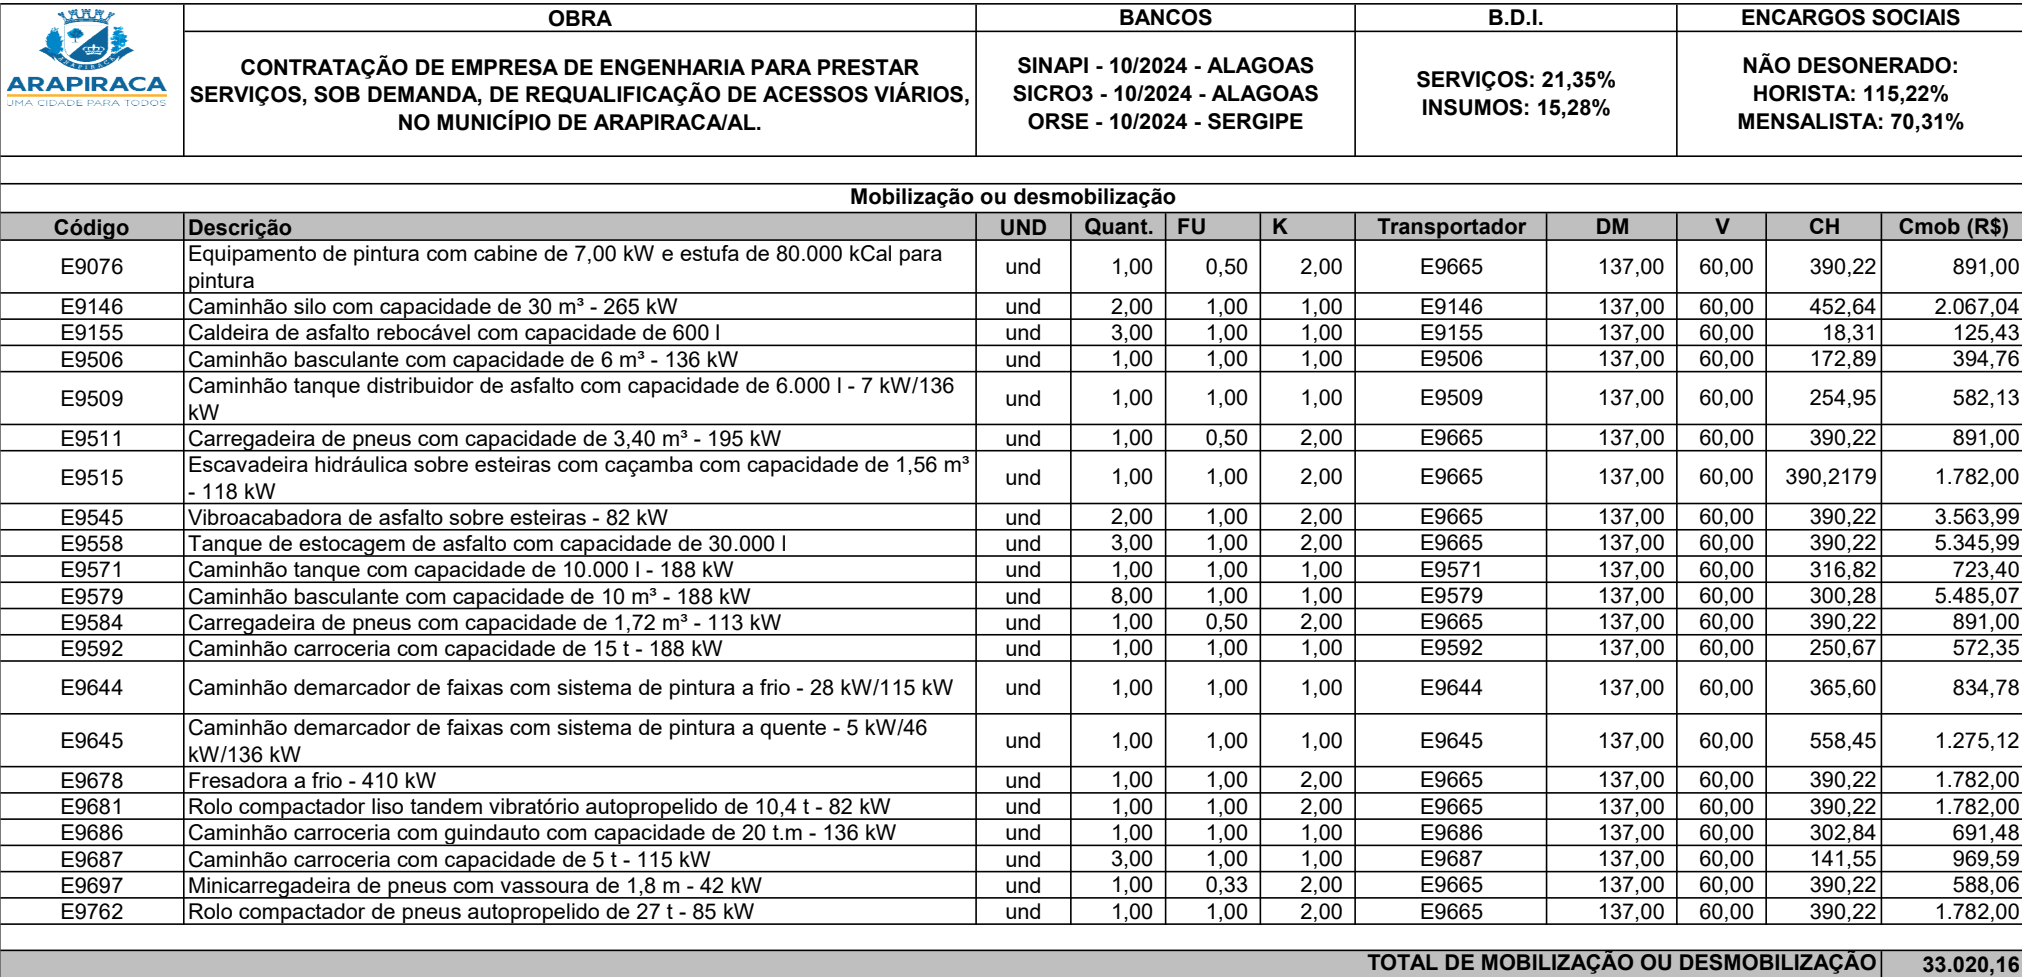 ARAPIRACA
UMA CIDADE PARA TODOS
OBRA
CONTRATAÇÃO DE EMPRESA DE ENGENHARIA PARA PRESTAR
SERVIÇOS, SOB DEMANDA, DE REQUALIFICAÇÃO DE ACESSOS VIÁRIOS,
NO MUNICÍPIO DE ARAPIRACA/AL.
BANCOS
SINAPI - 10/2024 - ALAGOAS
SICRO3 - 10/2024 - ALAGOAS
ORSE - 10/2024 - SERGIPE
B.D.I.
SERVIÇOS: 21,35%
INSUMOS: 15,28%
ENCARGOS SOCIAIS
NÃO DESONERADO:
HORISTA: 115,22%
MENSALISTA: 70,31%
Mobilização ou desmobilização
Código Descrição UND Quant. FU K Transportador DM V CH Cmob (R$)
E9076 Equipamento de pintura com cabine de 7,00 kW e estufa de 80.000 kCal para
pintura und 1,00 0,50 2,00 E9665 137,00 60,00 390,22 891,00
E9146 Caminhão silo com capacidade de 30 m³ - 265 kW und 2,00 1,00 1,00 E9146 137,00 60,00 452,64 2.067,04
E9155 Caldeira de asfalto rebocável com capacidade de 600 l und 3,00 1,00 1,00 E9155 137,00 60,00 18,31 125,43
E9506 Caminhão basculante com capacidade de 6 m³ - 136 kW und 1,00 1,00 1,00 E9506 137,00 60,00 172,89 394,76
E9509 Caminhão tanque distribuidor de asfalto com capacidade de 6.000 l - 7 kW/136
kW und 1,00 1,00 1,00 E9509 137,00 60,00 254,95 582,13
E9511 Carregadeira de pneus com capacidade de 3,40 m³ - 195 kW und 1,00 0,50 2,00 E9665 137,00 60,00 390,22 891,00
E9515 Escavadeira hidráulica sobre esteiras com caçamba com capacidade de 1,56 m³
- 118 kW und 1,00 1,00 2,00 E9665 137,00 60,00 390,2179 1.782,00
E9545 Vibroacabadora de asfalto sobre esteiras - 82 kW und 2,00 1,00 2,00 E9665 137,00 60,00 390,22 3.563,99
E9558 Tanque de estocagem de asfalto com capacidade de 30.000 l und 3,00 1,00 2,00 E9665 137,00 60,00 390,22 5.345,99
E9571 Caminhão tanque com capacidade de 10.000 l - 188 kW und 1,00 1,00 1,00 E9571 137,00 60,00 316,82 723,40
E9579 Caminhão basculante com capacidade de 10 m³ - 188 kW und 8,00 1,00 1,00 E9579 137,00 60,00 300,28 5.485,07
E9584 Carregadeira de pneus com capacidade de 1,72 m³ - 113 kW und 1,00 0,50 2,00 E9665 137,00 60,00 390,22 891,00
E9592 Caminhão carroceria com capacidade de 15 t - 188 kW und 1,00 1,00 1,00 E9592 137,00 60,00 250,67 572,35
E9644 Caminhão demarcador de faixas com sistema de pintura a frio - 28 kW/115 kW und 1,00 1,00 1,00 E9644 137,00 60,00 365,60 834,78
E9645 Caminhão demarcador de faixas com sistema de pintura a quente - 5 kW/46
kW/136 kW und 1,00 1,00 1,00 E9645 137,00 60,00 558,45 1.275,12
E9678 Fresadora a frio - 410 kW und 1,00 1,00 2,00 E9665 137,00 60,00 390,22 1.782,00
E9681 Rolo compactador liso tandem vibratório autopropelido de 10,4 t - 82 kW und 1,00 1,00 2,00 E9665 137,00 60,00 390,22 1.782,00
E9686 Caminhão carroceria com guindauto com capacidade de 20 t.m - 136 kW und 1,00 1,00 1,00 E9686 137,00 60,00 302,84 691,48
E9687 Caminhão carroceria com capacidade de 5 t - 115 kW und 3,00 1,00 1,00 E9687 137,00 60,00 141,55 969,59
E9697 Minicarregadeira de pneus com vassoura de 1,8 m - 42 kW und 1,00 0,33 2,00 E9665 137,00 60,00 390,22 588,06
E9762 Rolo compactador de pneus autopropelido de 27 t - 85 kW und 1,00 1,00 2,00 E9665 137,00 60,00 390,22 1.782,00
TOTAL DE MOBILIZAÇÃO OU DESMOBILIZAÇÃO 33.020,16